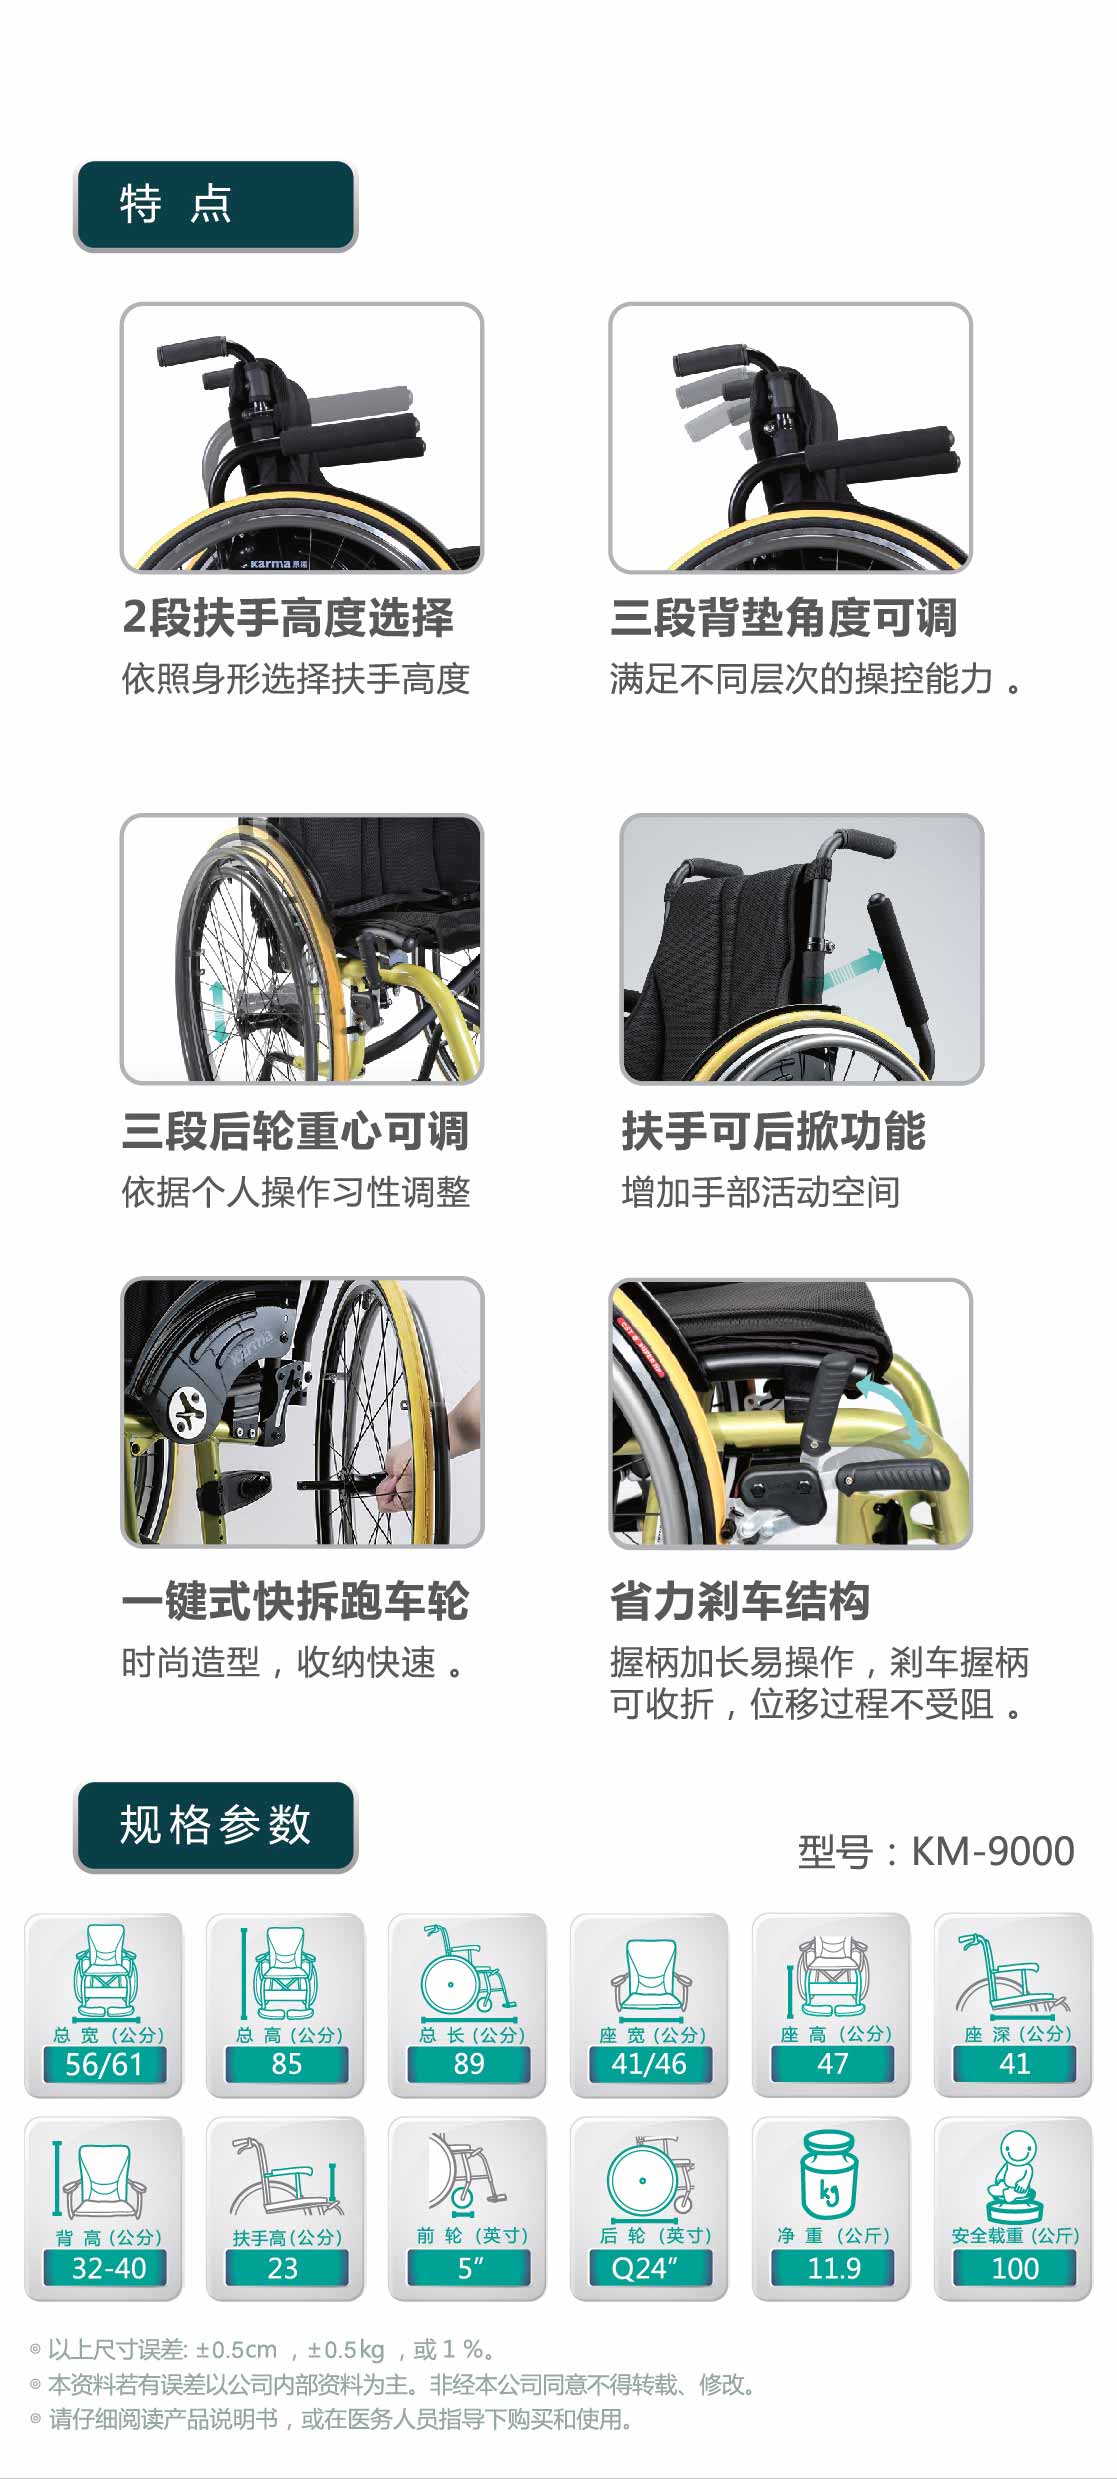 特 点
karma 康扬
2段扶手高度选择
依照身形选择扶手高度
三段背垫角度可调
满足不同层次的操控能力 。
三段后轮重心可调
依据个人操作习性调整
扶手可后掀功能
增加手部活动空间
karma
一键式快拆跑车轮
时尚造型，收纳快速 。
省力刹车结构
握柄加长易操作，刹车握柄
可收折，位移过程不受阻 。
规格参数
型号：KM-9000
总 宽 (公分)
56/61
总 高 (公分)
85
总 长 (公分)
89
座 宽 (公分)
41/46
座 高 (公分)
47
座 深 (公分)
41
背 高 (公分)
32-40
扶手高(公分)
23
前 轮 (英寸)
5”
后 轮 (英寸)
Q24”
kg
净 重 (公斤)
11.9
安全载重(公斤)
100
◎ 以上尺寸误差: ±0.5cm ，±0.5kg ，或 1 %。
◎ 本资料若有误差以公司内部资料为主。非经本公司同意不得转载、修改。
◎ 请仔细阅读产品说明书，或在医务人员指导下购买和使用。